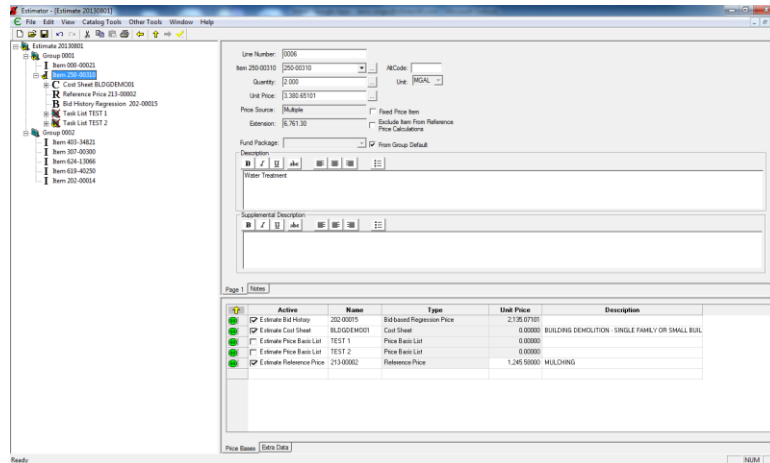 Estimator - [Estimate 20130801]
File Edit View Catalog Tools Other Tools Window Help
Estimate 20130801
Group 0001
Item 000-00021
Item 250-00310
Cost Sheet BLDGDEMO01
Reference Price 213-00002
Bid History Regression 202-00015
Task List TEST 1
Task List TEST 2
Group 0002
Item 403-34821
Item 307-00300
Item 624-13066
Item 619-40250
Item 202-00014
Line Number: 0006
Item 250-00310 250-00310 ... AltCode:
Quantity: 2.000 ... Unit: MGAL
Unit Price: 3,380.65101 ...
Price Source: Multiple Fixed Price Item
Extension: 6,761.30 Exclude Item From Reference Price Calculations
Fund Package: From Group Default
Description
B I U abc
Water Treatment
Supplemental Description
B I U abc
Page 1 Notes
Active Name Type Unit Price Description
Estimate Bid History 202-00015 Bid-based Regression Price 2,135.07101
Estimate Cost Sheet BLDGDEMO01 Cost Sheet 0.00000 BUILDING DEMOLITION - SINGLE FAMILY OR SMALL BUIL
Estimate Price Basis List TEST 1 Price Basis List 0.00000
Estimate Price Basis List TEST 2 Price Basis List 0.00000
Estimate Reference Price 213-00002 Reference Price 1,245.58000 MULCHING
Price Bases Extra Data
Ready NUM